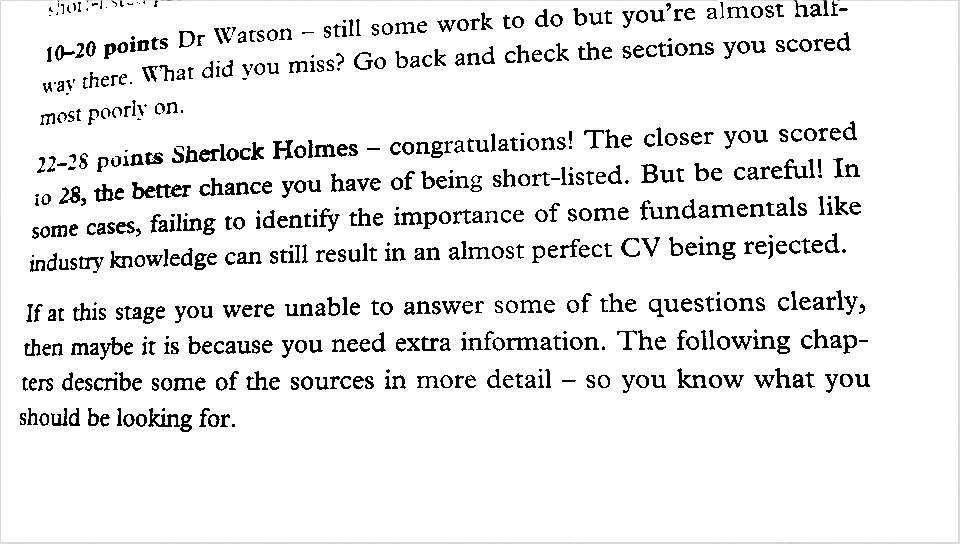 10–20 points Dr Watson – still some work to do but you're almost half-
way there. What did you miss? Go back and check the sections you scored
most poorly on.
22–28 points Sherlock Holmes – congratulations! The closer you scored
to 28, the better chance you have of being short-listed. But be careful! In
some cases, failing to identify the importance of some fundamentals like
industry knowledge can still result in an almost perfect CV being rejected.
If at this stage you were unable to answer some of the questions clearly,
then maybe it is because you need extra information. The following chap-
ters describe some of the sources in more detail – so you know what you
should be looking for.